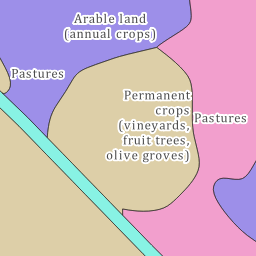 Arable land
(annual crops)
Pastures
Permanent
crops
(vineyards,
fruit trees,
olive groves)
Pastures